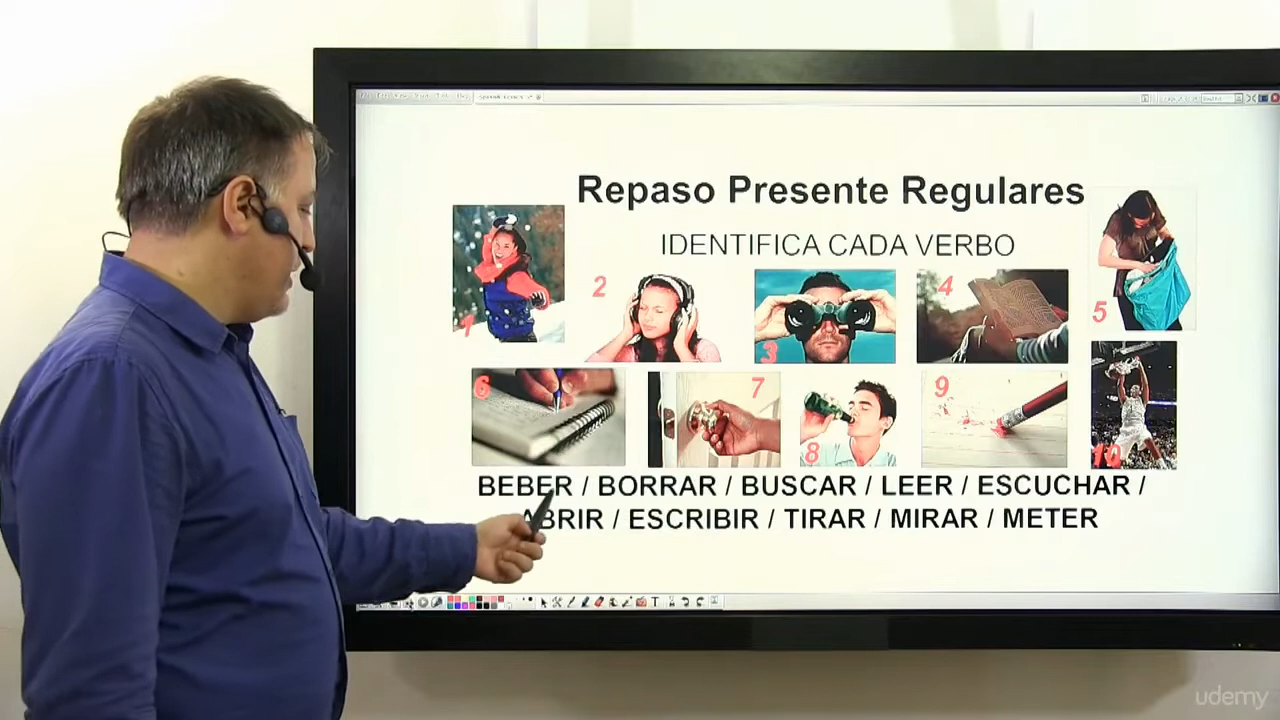 Repaso Presente Regulares
IDENTIFICA CADA VERBO
1
2
3
4
5
6
7
8
9
10
BEBER / BORRAR / BUSCAR / LEER / ESCUCHAR /
ABRIR / ESCRIBIR / TIRAR / MIRAR / METER
udemy